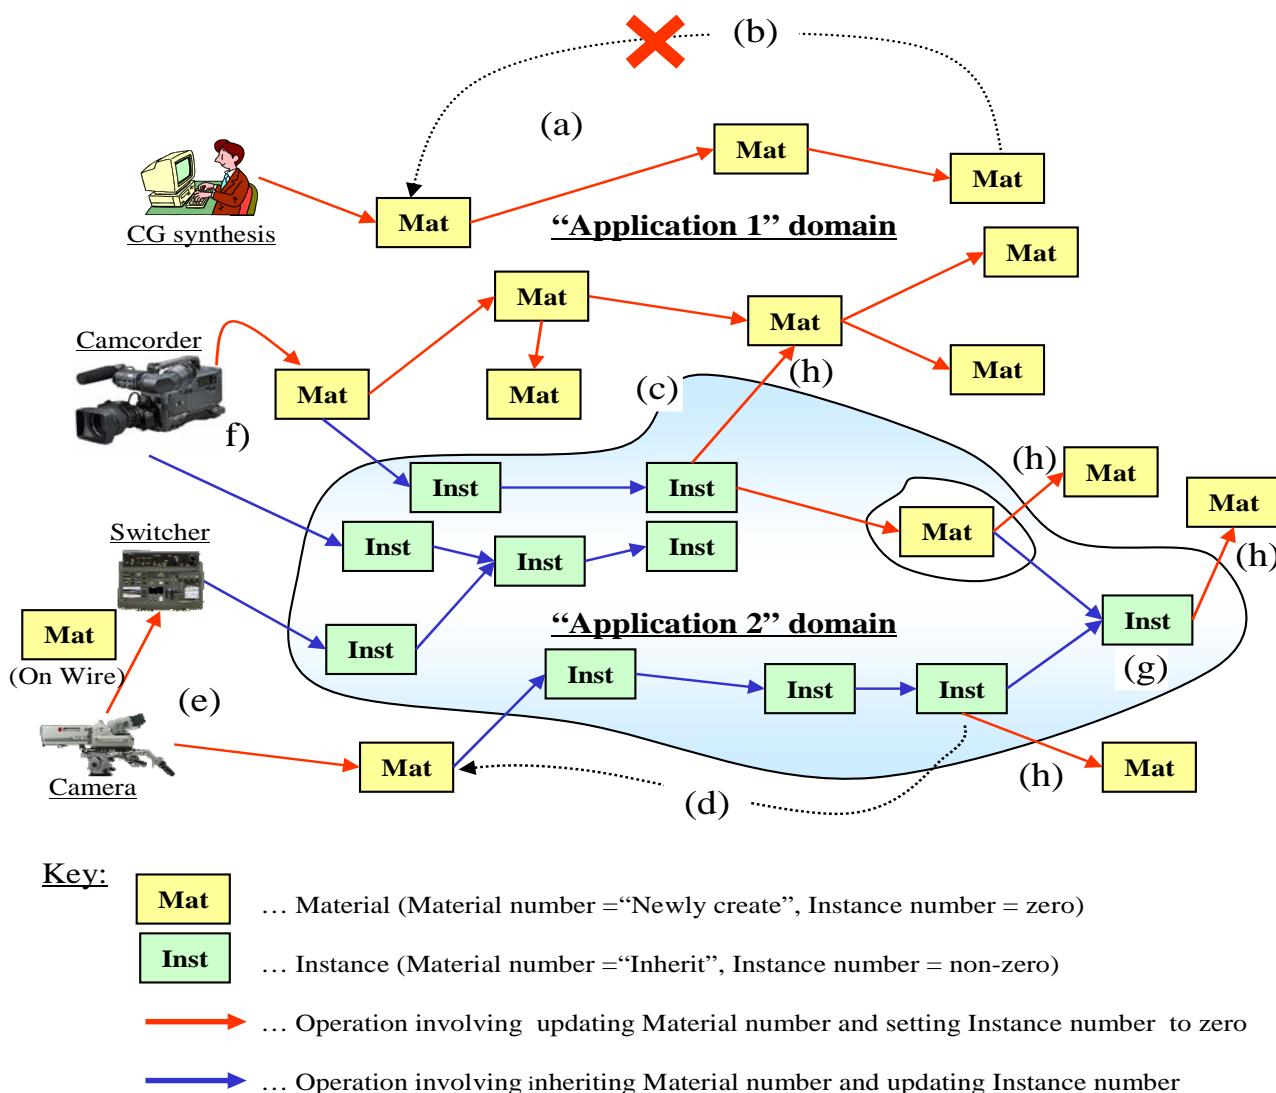 (b)
(a)
Mat
Mat
Mat
Mat
CG synthesis
“Application 1” domain
Mat
Mat
Mat
Camcorder
Mat
Mat
Mat
(h)
(c)
f)
Inst
Inst
(h)
Mat
Mat
Switcher
Inst
Inst
Inst
Mat
(h)
Mat
(On Wire)
Inst
“Application 2” domain
Inst
(g)
Inst
Inst
Inst
(e)
Camera
Mat
(d)
(h)
Mat
Key:
Mat
… Material (Material number =“Newly create”, Instance number = zero)
Inst
… Instance (Material number =“Inherit”, Instance number = non-zero)
… Operation involving updating Material number and setting Instance number to zero
… Operation involving inheriting Material number and updating Instance number